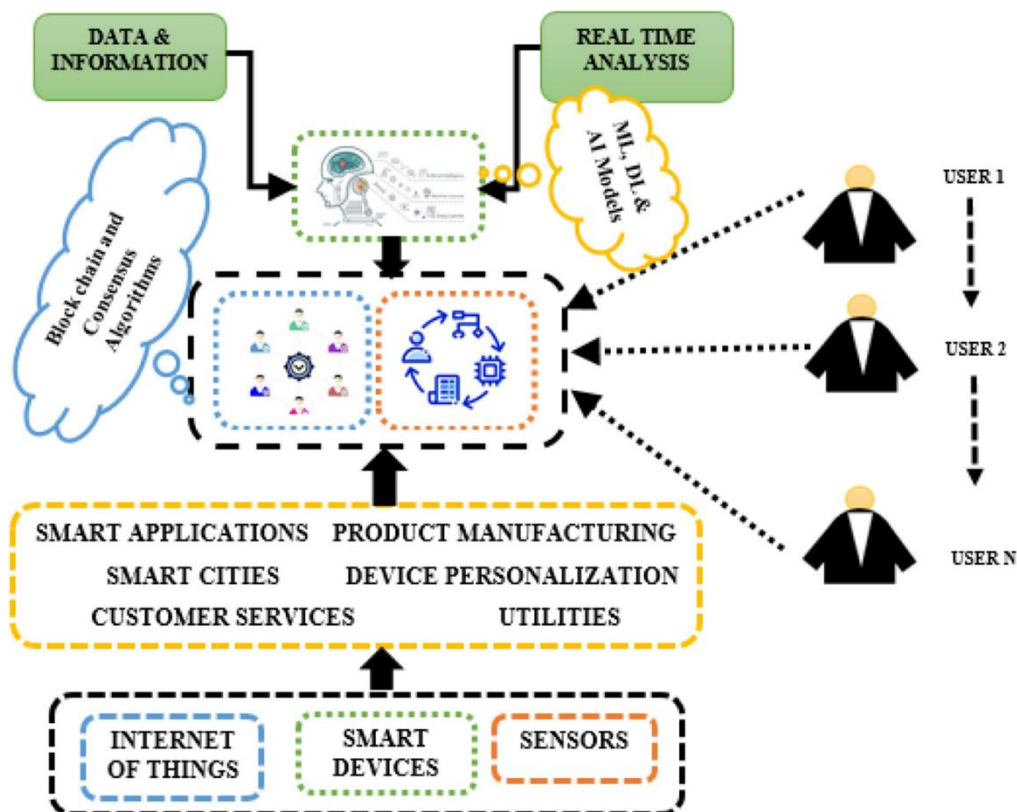 DATA &
INFORMATION
REAL TIME
ANALYSIS
ML, DL &
AI Models
Block chain and
Consensus
Algorithms
USER 1
USER 2
USER N
SMART APPLICATIONS PRODUCT MANUFACTURING
SMART CITIES DEVICE PERSONALIZATION
CUSTOMER SERVICES UTILITIES
INTERNET
OF THINGS
SMART
DEVICES
SENSORS